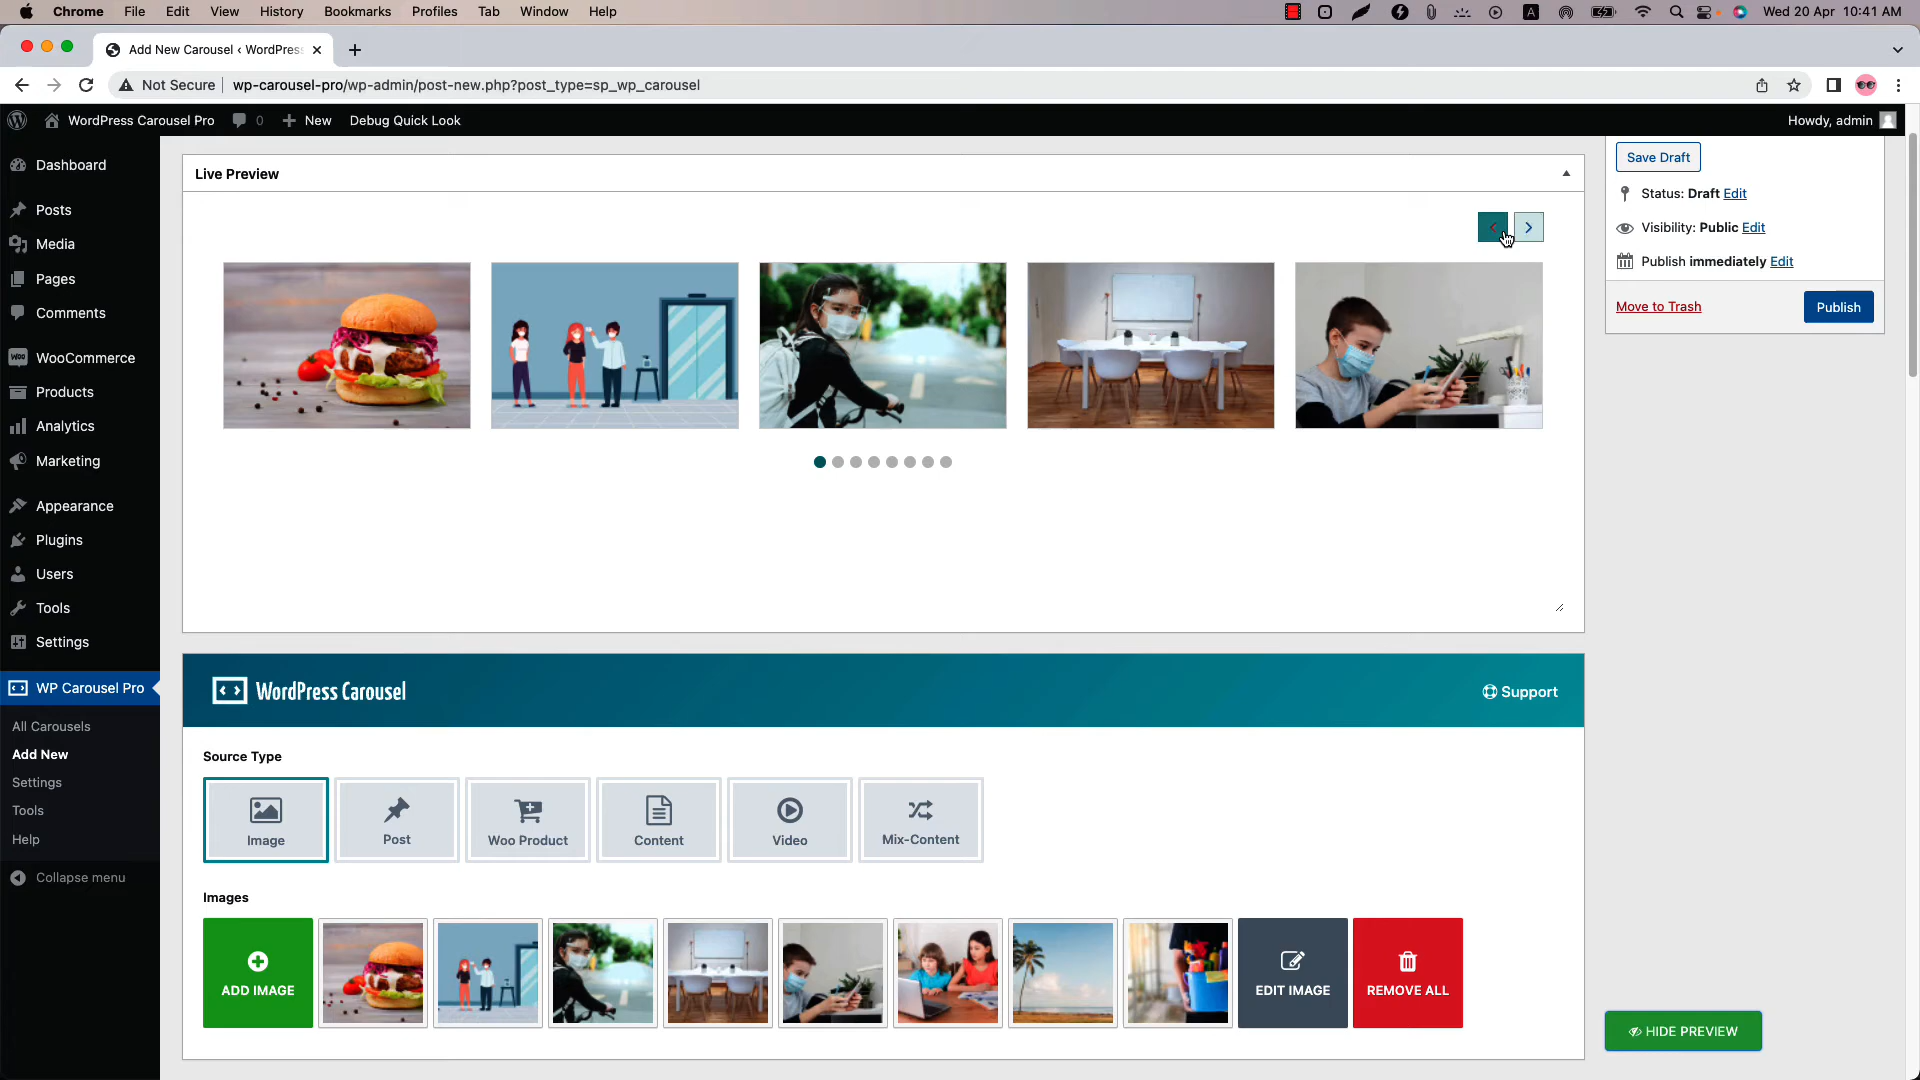 Chrome File Edit View History Bookmarks Profiles Tab Window Help A Wed 20 Apr 10:41 AM
Add New Carousel ‹ WordPress
Not Secure wp-carousel-pro/wp-admin/post-new.php?post_type=sp_wp_carousel
WordPress Carousel Pro 0 New Debug Quick Look Howdy, admin
Dashboard
Posts
Media
Pages
Comments
WooCommerce
Products
Analytics
Marketing
Appearance
Plugins
Users
Tools
Settings
WP Carousel Pro
All Carousels
Add New
Settings
Tools
Help
Collapse menu
Live Preview
Save Draft
Status: Draft Edit
Visibility: Public Edit
Publish immediately Edit
Move to Trash Publish
WordPress Carousel Support
Source Type
Image Post Woo Product Content Video Mix-Content
Images
ADD IMAGE EDIT IMAGE REMOVE ALL
HIDE PREVIEW